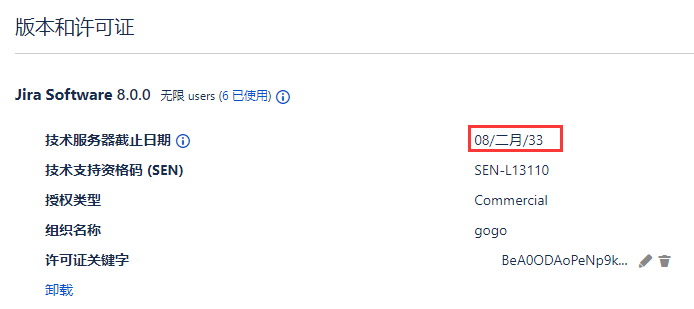 版本和许可证
Jira Software 8.0.0 无限 users (6 已使用)
技术服务器截止日期 08/二月/33
技术支持资格码 (SEN) SEN-L13110
授权类型 Commercial
组织名称 gogo
许可证关键字 BeA0ODAoPeNp9k...
卸载